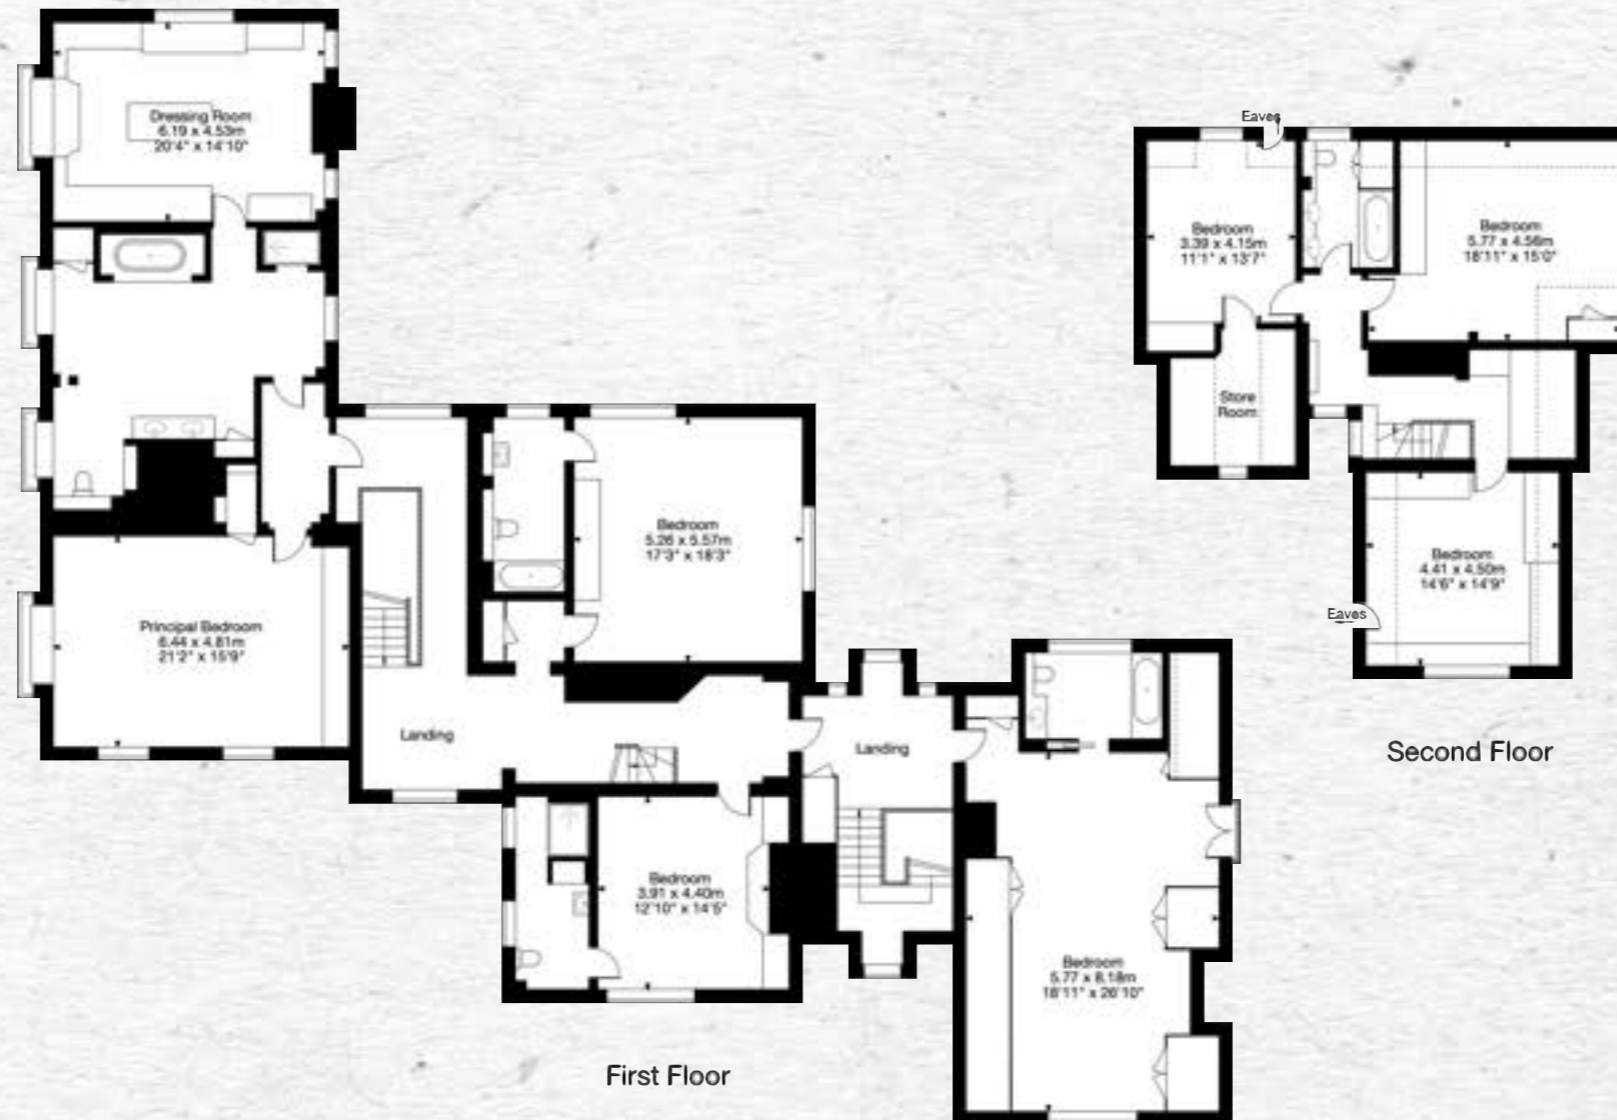 Dressing Room
6.19 x 4.53m
20'4" x 14'10"
Principal Bedroom
6.44 x 4.81m
21'2" x 15'9"
Landing
Bedroom
5.26 x 5.57m
17'3" x 18'3"
Bedroom
3.91 x 4.40m
12'10" x 14'5"
Landing
Bedroom
5.77 x 8.18m
18'11" x 26'10"
First Floor
Eaves
Bedroom
3.39 x 4.15m
11'1" x 13'7"
Bedroom
5.77 x 4.56m
18'11" x 15'0"
Store
Room
Bedroom
4.41 x 4.50m
14'6" x 14'9"
Eaves
Second Floor